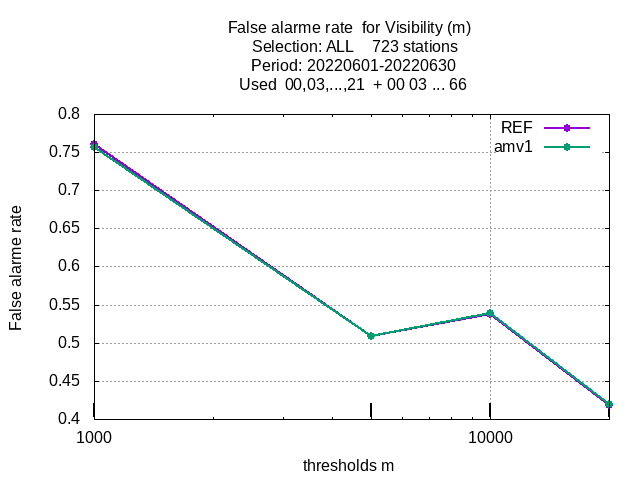 False alarme rate  for Visibility (m)
Selection: ALL    723 stations
Period: 20220601-20220630
Used  00,03,...,21  + 00 03 ... 66
REF
amv1
0.8
0.75
0.7
0.65
0.6
0.55
0.5
0.45
0.4
False alarme rate
1000
10000
thresholds m